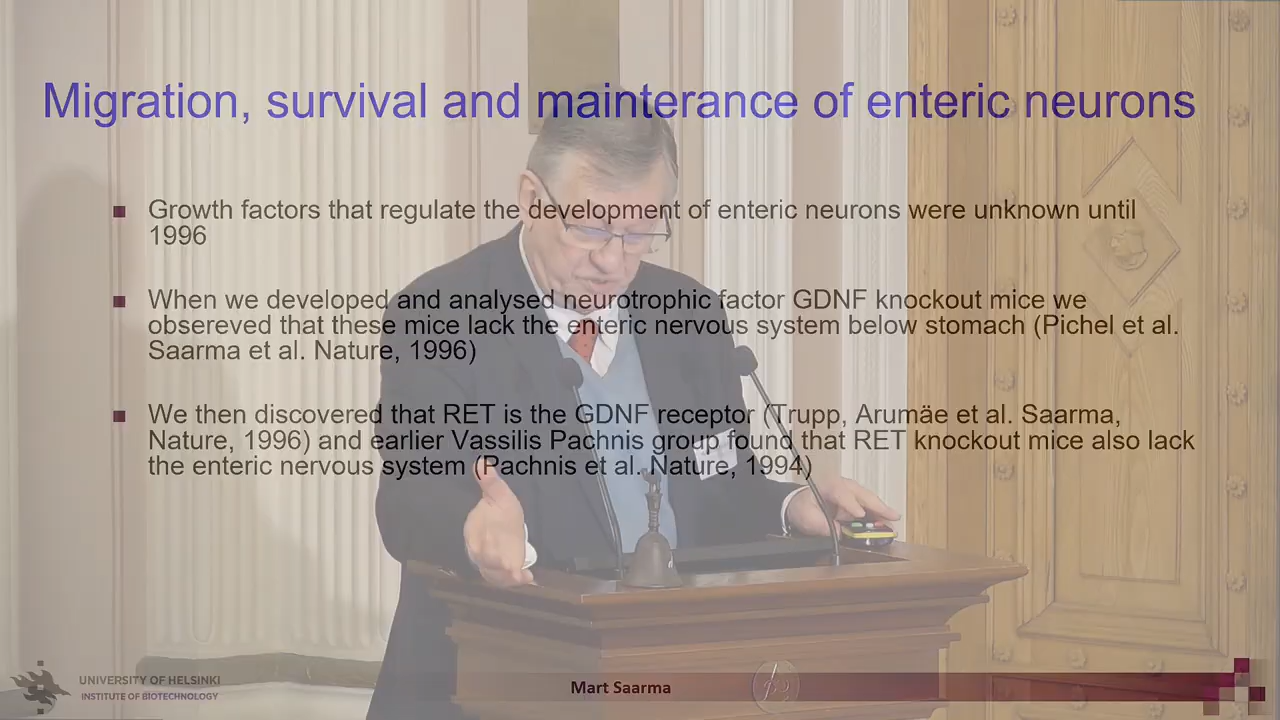 Migration, survival and mainterance of enteric neurons
Growth factors that regulate the development of enteric neurons were unknown until
1996
When we developed and analysed neurotrophic factor GDNF knockout mice we
obsereved that these mice lack the enteric nervous system below stomach (Pichel et al.
Saarma et al. Nature, 1996)
We then discovered that RET is the GDNF receptor (Trupp, Arumäe et al. Saarma,
Nature, 1996) and earlier Vassilis Pachnis group found that RET knockout mice also lack
the enteric nervous system (Pachnis et al. Nature, 1994)
UNIVERSITY OF HELSINKI
INSTITUTE OF BIOTECHNOLOGY
Mart Saarma